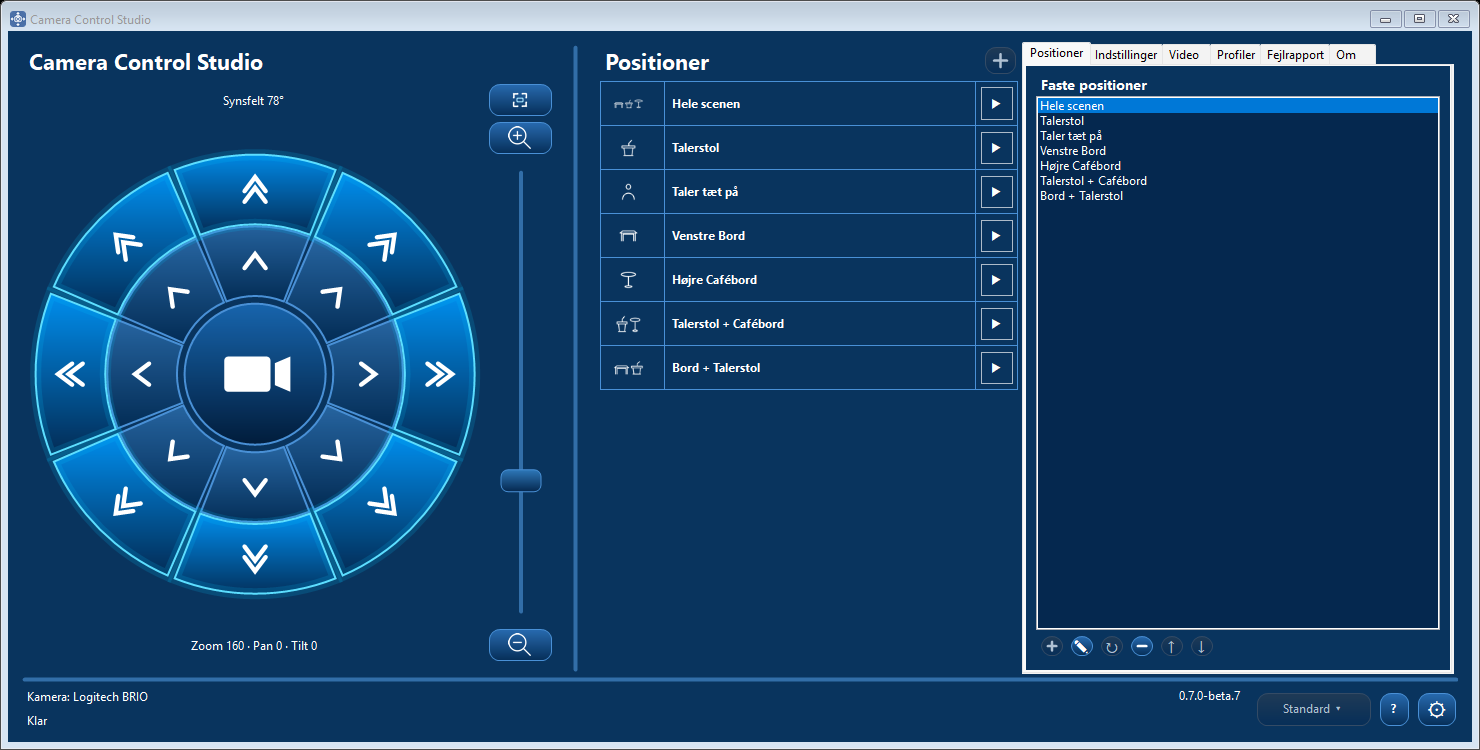 Camera Control Studio
Camera Control Studio
Synsfelt 78°
Zoom 160 · Pan 0 · Tilt 0
Positioner
Hele scenen
Talerstol
Taler tæt på
Venstre Bord
Højre Cafébord
Talerstol + Cafébord
Bord + Talerstol
Positioner Indstillinger Video Profiler Fejlrapport Om
Faste positioner
Hele scenen
Talerstol
Taler tæt på
Venstre Bord
Højre Cafébord
Talerstol + Cafébord
Bord + Talerstol
Kamera: Logitech BRIO
Klar
0.7.0-beta.7
Standard
?